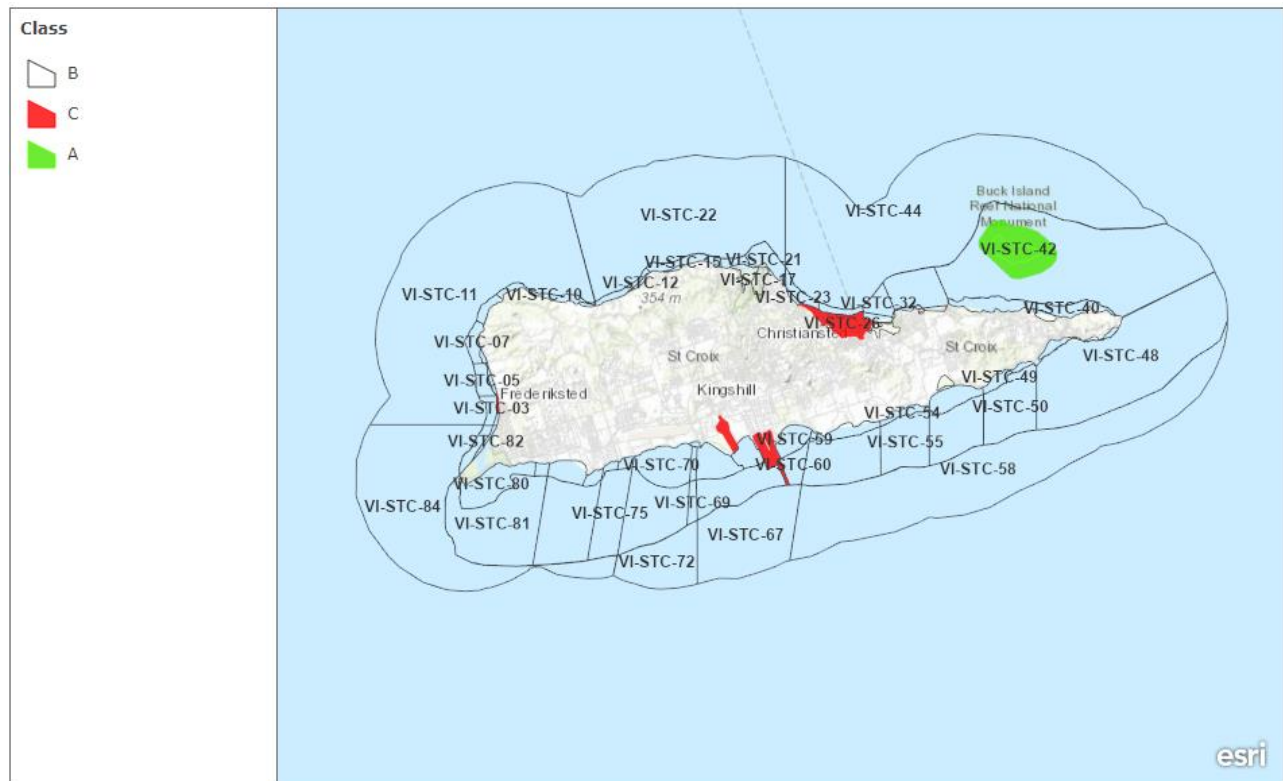 Class
B
C
A
Buck Island
Reef National
Monument
VI-STC-22
VI-STC-44
VI-STC-42
VI-STC-15
VI-STC-21
VI-STC-12
VI-STC-17
VI-STC-11
VI-STC-10
354 m
VI-STC-23
VI-STC-32
VI-STC-40
VI-STC-26
Christiansted
VI-STC-07
St Croix
St Croix
VI-STC-48
VI-STC-05
VI-STC-49
Frederiksted
Kingshill
VI-STC-03
VI-STC-54
VI-STC-50
VI-STC-82
VI-STC-59
VI-STC-55
VI-STC-70
VI-STC-60
VI-STC-58
VI-STC-80
VI-STC-84
VI-STC-69
VI-STC-81
VI-STC-75
VI-STC-67
VI-STC-72
esri